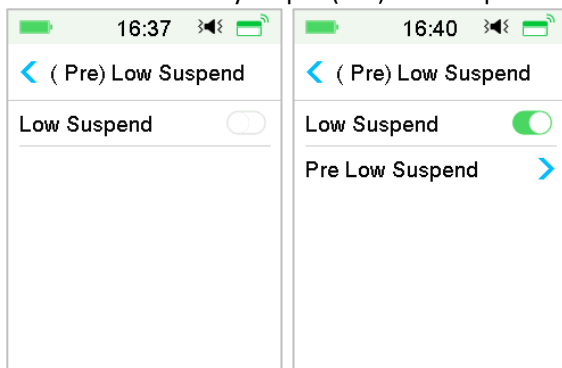 16:37
( Pre) Low Suspend
Low Suspend
16:40
( Pre) Low Suspend
Low Suspend
Pre Low Suspend